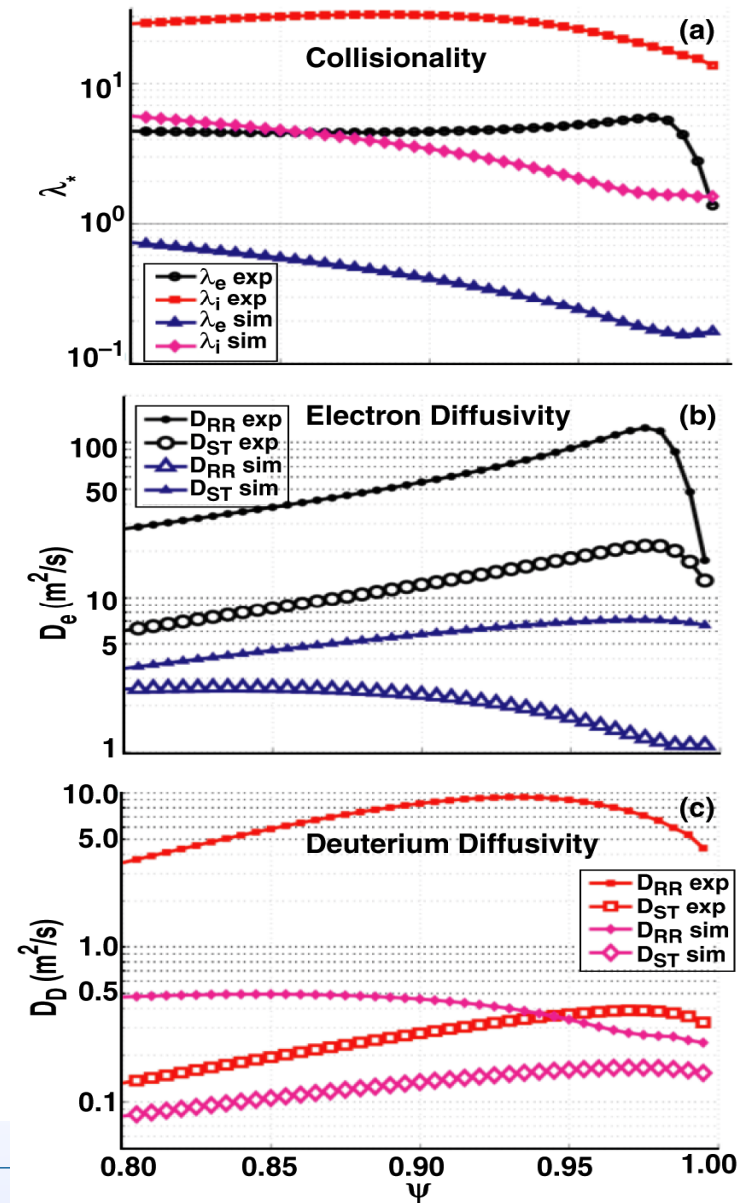 (a)
Collisionality
10¹
λ*
10⁰
λe exp
λi exp
λe sim
λi sim
10⁻¹
DRR exp
DST exp
DRR sim
DST sim
Electron Diffusivity
(b)
100
50
10
5
1
De (m²/s)
10.0
(c)
5.0
Deuterium Diffusivity
DRR exp
DST exp
DRR sim
DST sim
1.0
0.5
0.1
DD (m²/s)
0.80 0.85 0.90 0.95 1.00
Ψ